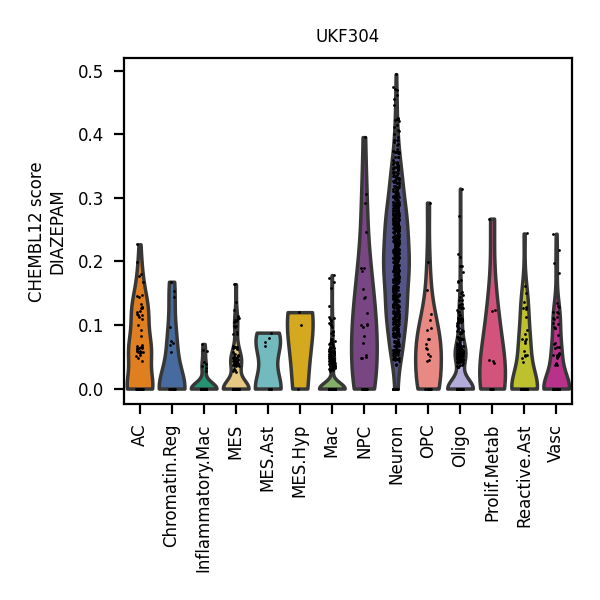 UKF304
CHEMBL12 score
DIAZEPAM
0.5
0.4
0.3
0.2
0.1
0.0
AC
Chromatin.Reg
Inflammatory.Mac
MES
MES.Ast
MES.Hyp
Mac
NPC
Neuron
OPC
Oligo
Prolif.Metab
Reactive.Ast
Vasc